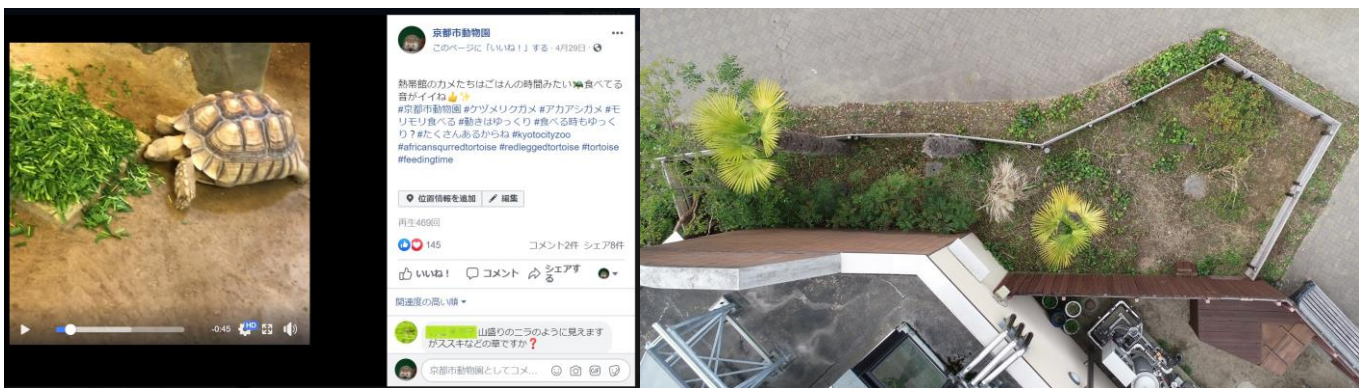 京都市動物園
このページに「いいね！」する · 4月29日 ·
熱帯館のカメたちはごはんの時間みたい🐢食べてる
音がイイね👍✨
#京都市動物園 #ケヅメリクガメ #アカアシガメ #モ
リモリ食べる #動きはゆっくり #食べる時もゆっく
り？#たくさんあるからね #kyotocityzoo
#africansqurredtortoise #redleggedtortoise #tortoise
#feedingtime
位置情報を追加 編集
再生469回
145 コメント2件 シェア8件
いいね！ コメント シェアす
る
関連度の高い順
山盛りのニラのように見えます
がススキなどの草ですか❓
京都市動物園としてコメ... GIF
-0:45 HD